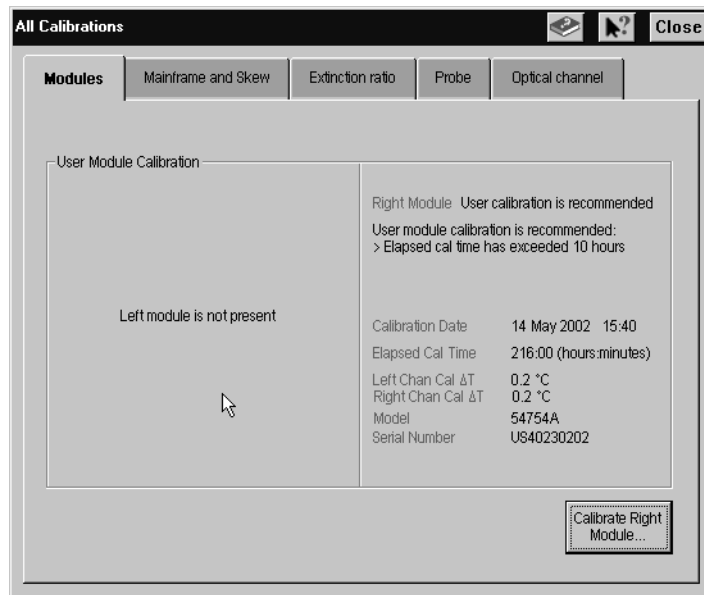 All Calibrations
?
?
Close
Modules
Mainframe and Skew
Extinction ratio
Probe
Optical channel
User Module Calibration
Left module is not present
Right Module User calibration is recommended
User module calibration is recommended:
> Elapsed cal time has exceeded 10 hours
Calibration Date 14 May 2002 15:40
Elapsed Cal Time 216:00 (hours:minutes)
Left Chan Cal ΔT 0.2 °C
Right Chan Cal ΔT 0.2 °C
Model 54754A
Serial Number US40230202
Calibrate Right
Module...